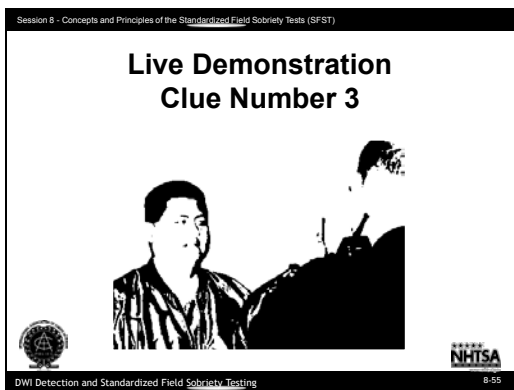 Session 8 - Concepts and Principles of the Standardized Field Sobriety Tests (SFST)
Live Demonstration
Clue Number 3
NHTSA
DWI Detection and Standardized Field Sobriety Testing
8-55